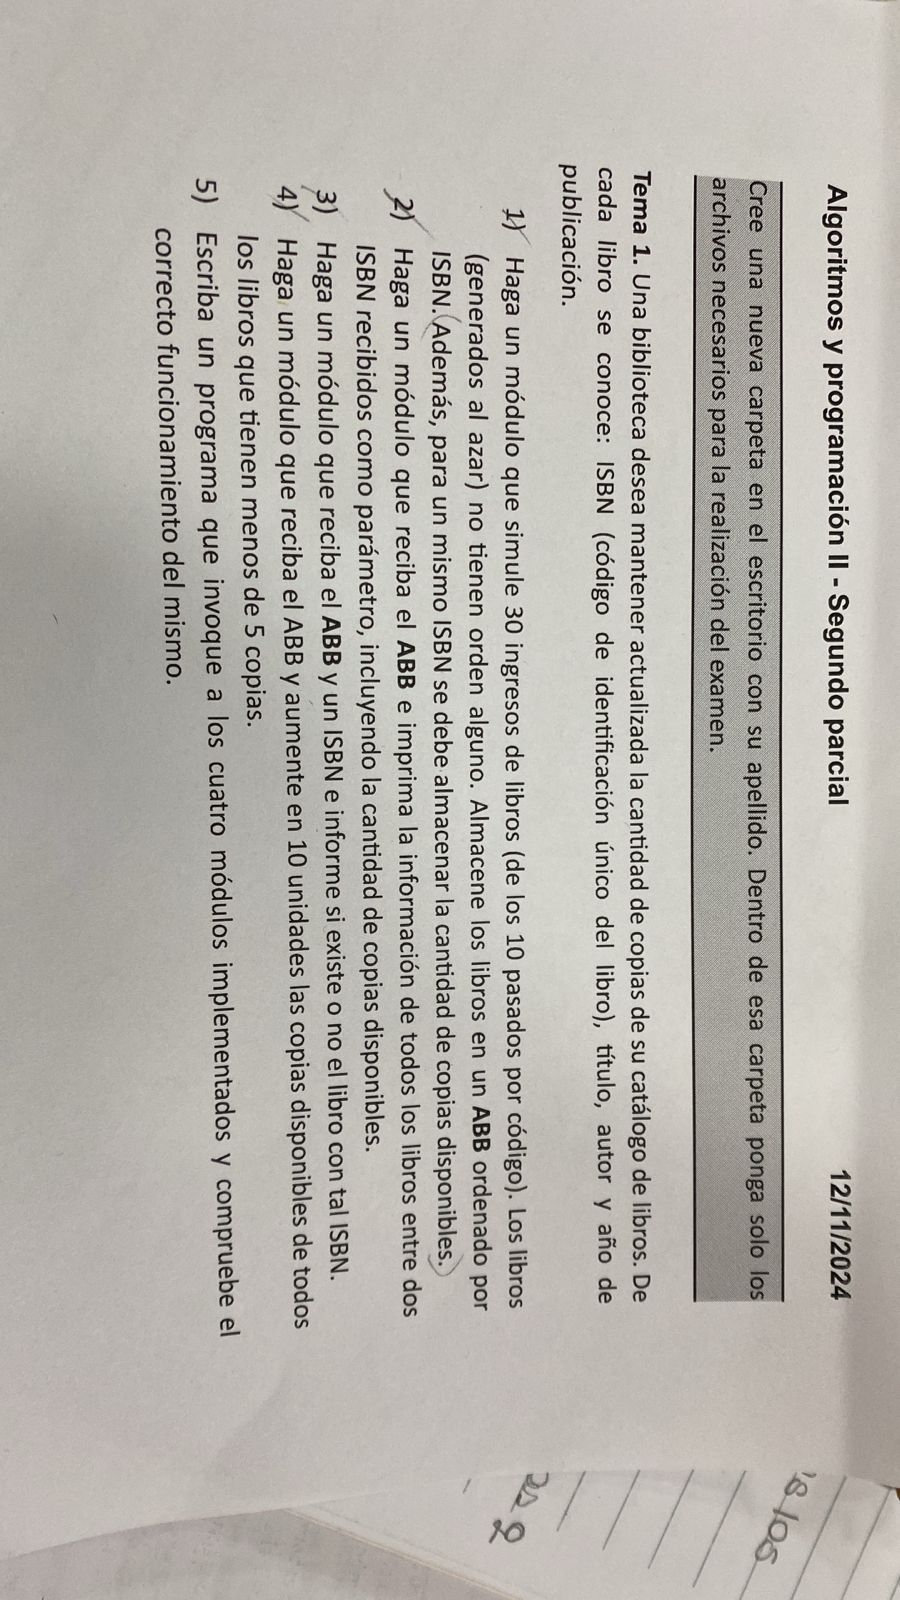 Algoritmos y programación II - Segundo parcial 12/11/2024
Cree una nueva carpeta en el escritorio con su apellido. Dentro de esa carpeta ponga solo los
archivos necesarios para la realización del examen.
Tema 1. Una biblioteca desea mantener actualizada la cantidad de copias de su catálogo de libros. De
cada libro se conoce: ISBN (código de identificación único del libro), título, autor y año de
publicación.
1) Haga un módulo que simule 30 ingresos de libros (de los 10 pasados por código). Los libros
(generados al azar) no tienen orden alguno. Almacene los libros en un ABB ordenado por
ISBN. Además, para un mismo ISBN se debe almacenar la cantidad de copias disponibles.
2) Haga un módulo que reciba el ABB e imprima la información de todos los libros entre dos
ISBN recibidos como parámetro, incluyendo la cantidad de copias disponibles.
3) Haga un módulo que reciba el ABB y un ISBN e informe si existe o no el libro con tal ISBN.
4) Haga un módulo que reciba el ABB y aumente en 10 unidades las copias disponibles de todos
los libros que tienen menos de 5 copias.
5) Escriba un programa que invoque a los cuatro módulos implementados y compruebe el
correcto funcionamiento del mismo.
los